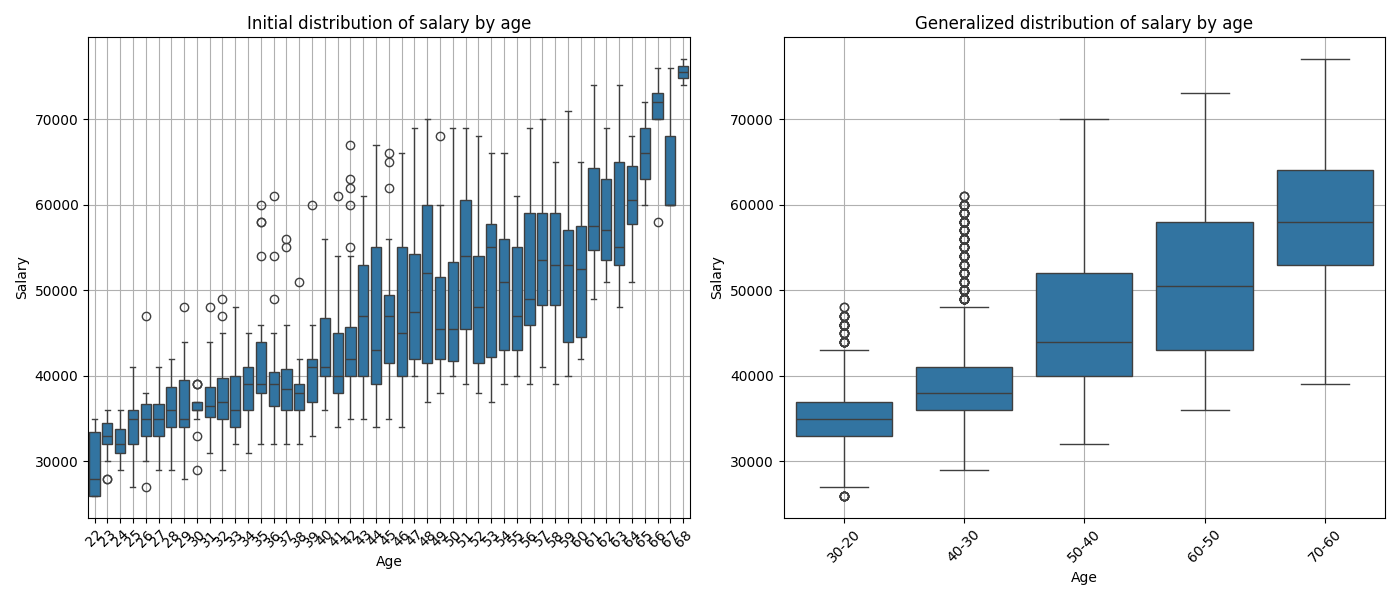 Initial distribution of salary by age
Salary
70000
60000
50000
40000
30000
22 23 24 25 26 27 28 29 30 31 32 33 34 35 36 37 38 39 40 41 42 43 44 45 46 47 48 49 50 51 52 53 54 55 56 57 58 59 60 61 62 63 64 65 66 67 68
Age
Generalized distribution of salary by age
Salary
70000
60000
50000
40000
30000
30-20 40-30 50-40 60-50 70-60
Age